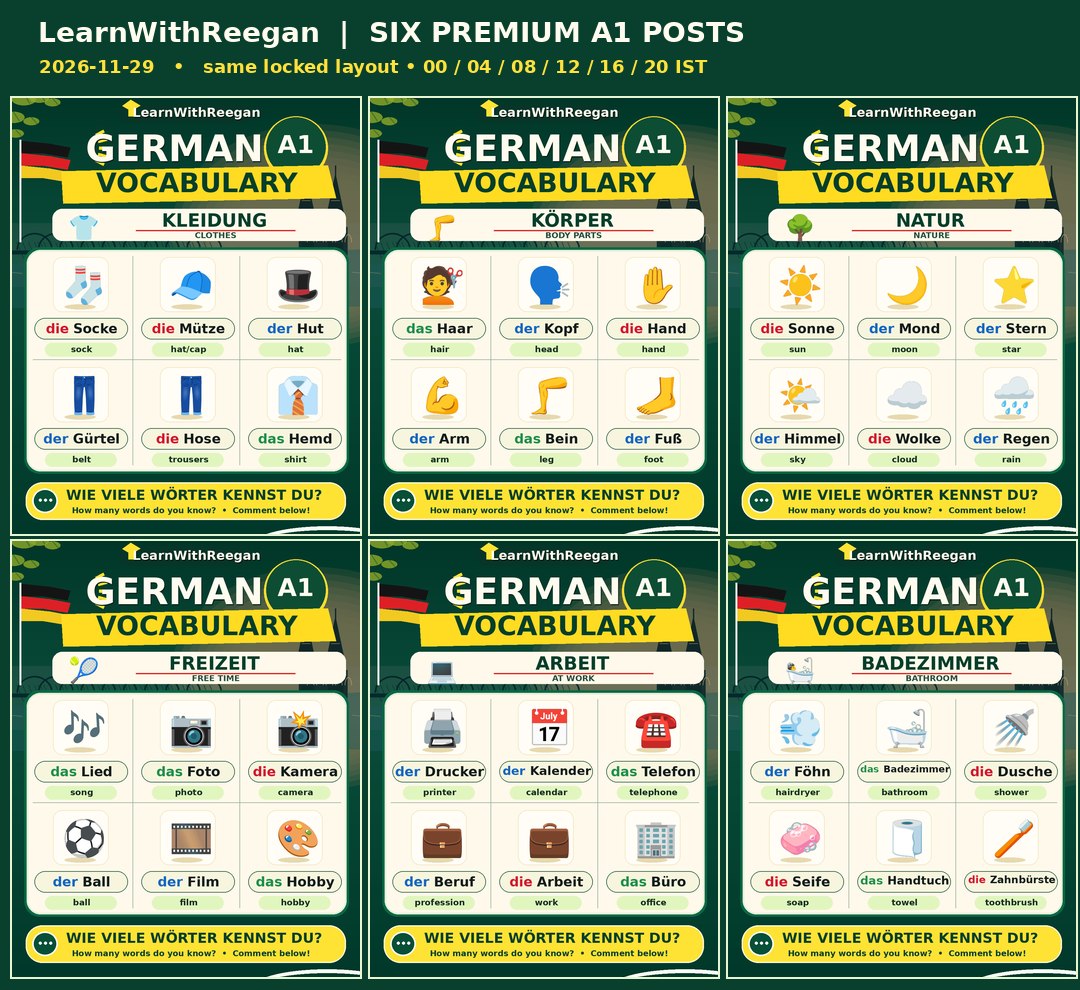 LearnWithReegan | SIX PREMIUM A1 POSTS
2026-11-29 • same locked layout • 00 / 04 / 08 / 12 / 16 / 20 IST
LearnWithReegan
GERMAN A1
VOCABULARY
KLEIDUNG
CLOTHES
die Socke die Mütze der Hut
sock hat/cap hat
der Gürtel die Hose das Hemd
belt trousers shirt
WIE VIELE WÖRTER KENNST DU?
How many words do you know? • Comment below!
LearnWithReegan
GERMAN A1
VOCABULARY
KÖRPER
BODY PARTS
das Haar der Kopf die Hand
hair head hand
der Arm das Bein der Fuß
arm leg foot
WIE VIELE WÖRTER KENNST DU?
How many words do you know? • Comment below!
LearnWithReegan
GERMAN A1
VOCABULARY
NATUR
NATURE
die Sonne der Mond der Stern
sun moon star
der Himmel die Wolke der Regen
sky cloud rain
WIE VIELE WÖRTER KENNST DU?
How many words do you know? • Comment below!
LearnWithReegan
GERMAN A1
VOCABULARY
FREIZEIT
FREE TIME
das Lied das Foto die Kamera
song photo camera
der Ball der Film das Hobby
ball film hobby
WIE VIELE WÖRTER KENNST DU?
How many words do you know? • Comment below!
LearnWithReegan
GERMAN A1
VOCABULARY
ARBEIT
AT WORK
July
17
der Drucker der Kalender das Telefon
printer calendar telephone
der Beruf die Arbeit das Büro
profession work office
WIE VIELE WÖRTER KENNST DU?
How many words do you know? • Comment below!
LearnWithReegan
GERMAN A1
VOCABULARY
BADEZIMMER
BATHROOM
der Föhn das Badezimmer die Dusche
hairdryer bathroom shower
die Seife das Handtuch die Zahnbürste
soap towel toothbrush
WIE VIELE WÖRTER KENNST DU?
How many words do you know? • Comment below!